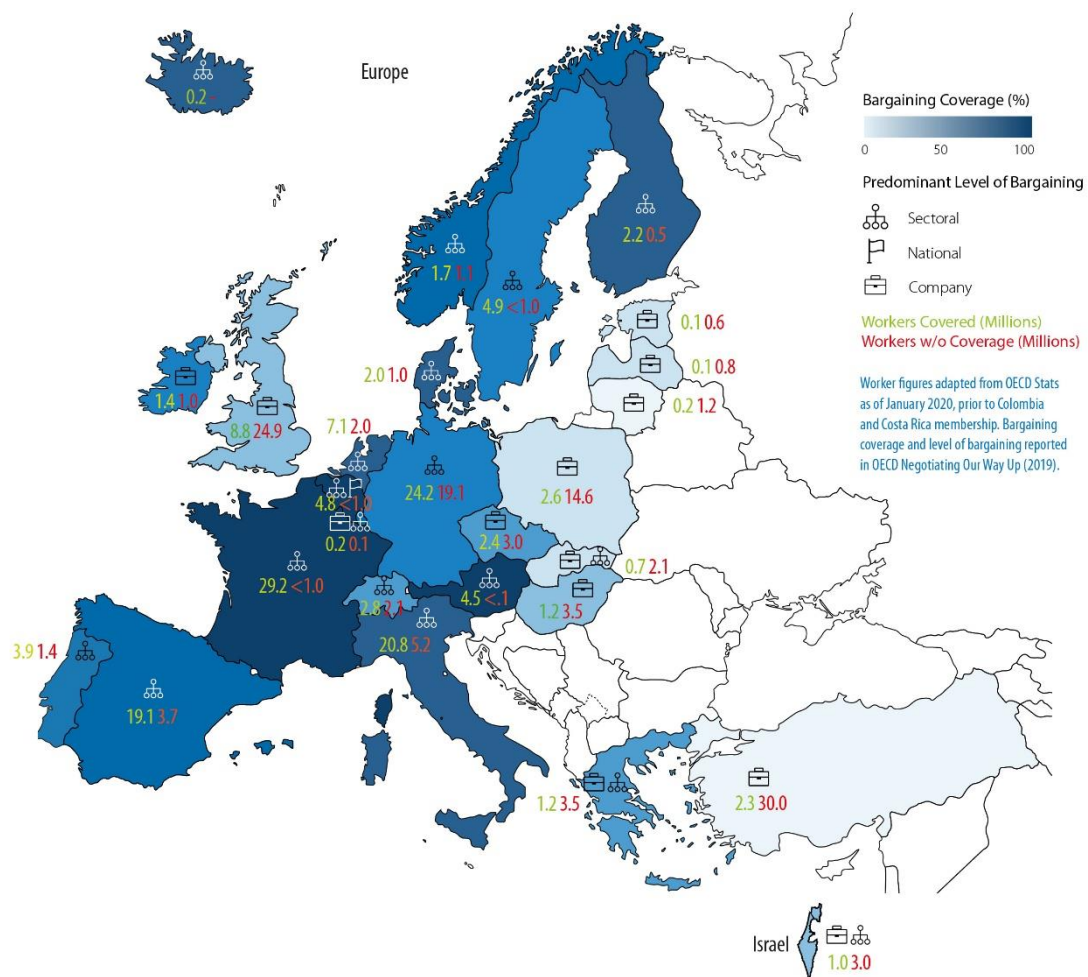 Europe
Bargaining Coverage (%)
0 50 100
Predominant Level of Bargaining
Sectoral
National
Company
Workers Covered (Millions)
Workers w/o Coverage (Millions)
Worker figures adapted from OECD Stats
as of January 2020, prior to Colombia
and Costa Rica membership. Bargaining
coverage and level of bargaining reported
in OECD Negotiating Our Way Up (2019).
0.2 -
2.2 0.5
1.7 1.1
4.9 <1.0
0.1 0.6
0.1 0.8
2.0 1.0
0.2 1.2
1.4 1.0
7.1 2.0
8.8 24.9
24.2 19.1
2.6 14.6
4.8 <1.0
0.2 0.1
2.4 3.0
0.7 2.1
29.2 <1.0
4.5 <.1
1.2 3.5
2.8
20.8 5.2
3.9 1.4
19.1 3.7
1.2 3.5
2.3 30.0
Israel
1.0 3.0